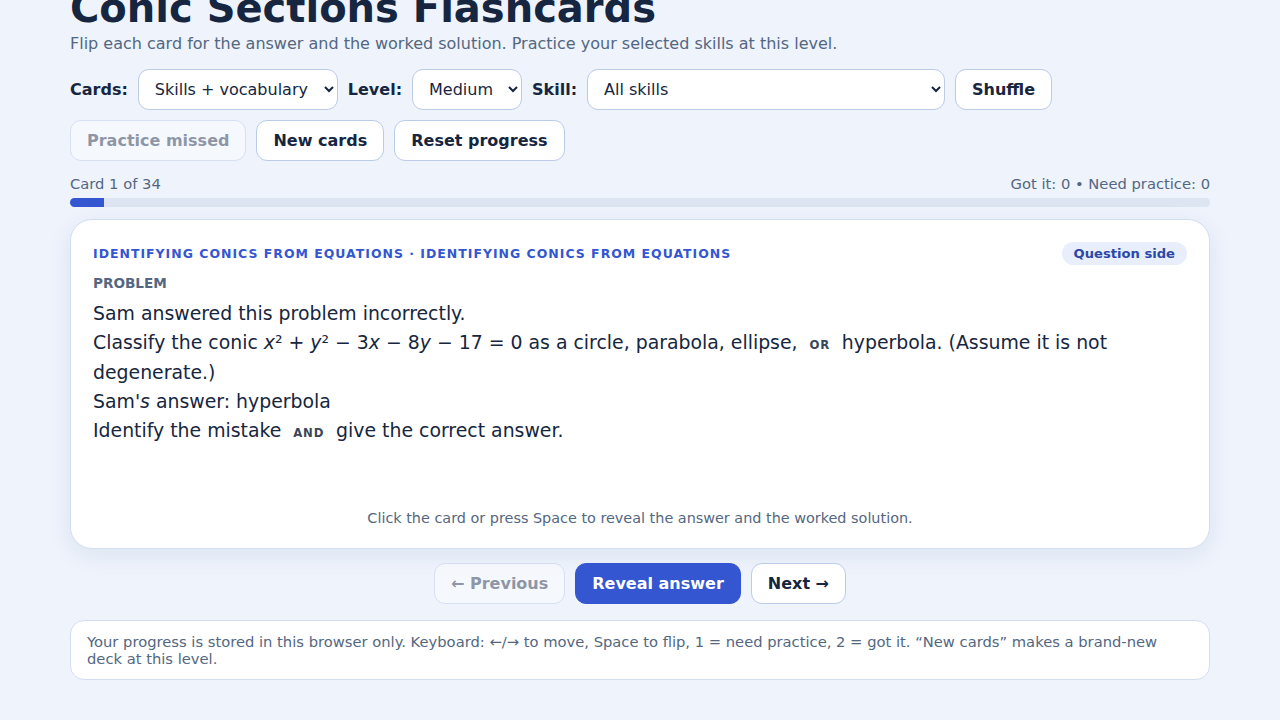 Conic Sections Flashcards
Flip each card for the answer and the worked solution. Practice your selected skills at this level.
Cards: Skills + vocabulary Level: Medium Skill: All skills Shuffle
Practice missed New cards Reset progress
Card 1 of 34 Got it: 0 • Need practice: 0
IDENTIFYING CONICS FROM EQUATIONS · IDENTIFYING CONICS FROM EQUATIONS Question side
PROBLEM
Sam answered this problem incorrectly.
Classify the conic x² + y² − 3x − 8y − 17 = 0 as a circle, parabola, ellipse, OR hyperbola. (Assume it is not
degenerate.)
Sam's answer: hyperbola
Identify the mistake AND give the correct answer.
Click the card or press Space to reveal the answer and the worked solution.
← Previous Reveal answer Next →
Your progress is stored in this browser only. Keyboard: ←/→ to move, Space to flip, 1 = need practice, 2 = got it. “New cards” makes a brand-new
deck at this level.